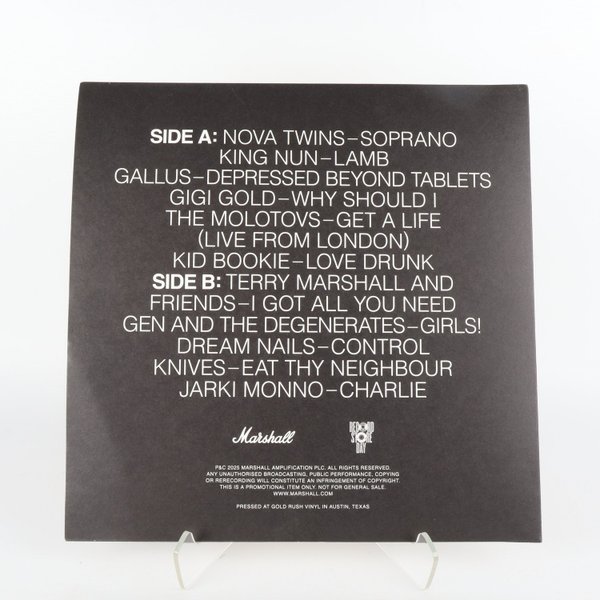 SIDE A: NOVA TWINS–SOPRANO
KING NUN–LAMB
GALLUS–DEPRESSED BEYOND TABLETS
GIGI GOLD–WHY SHOULD I
THE MOLOTOVS–GET A LIFE
(LIVE FROM LONDON)
KID BOOKIE–LOVE DRUNK
SIDE B: TERRY MARSHALL AND
FRIENDS–I GOT ALL YOU NEED
GEN AND THE DEGENERATES–GIRLS!
DREAM NAILS–CONTROL
KNIVES–EAT THY NEIGHBOUR
JARKI MONNO–CHARLIE
Marshall
RECORD
STORE
DAY
P&C 2025 MARSHALL AMPLIFICATION PLC. ALL RIGHTS RESERVED.
ANY UNAUTHORISED BROADCASTING, PUBLIC PERFORMANCE, COPYING
OR RERECORDING WILL CONSTITUTE AN INFRINGEMENT OF COPYRIGHT.
THIS IS A PROMOTIONAL ITEM ONLY. NOT FOR GENERAL SALE.
WWW.MARSHALL.COM
PRESSED AT GOLD RUSH VINYL IN AUSTIN, TEXAS